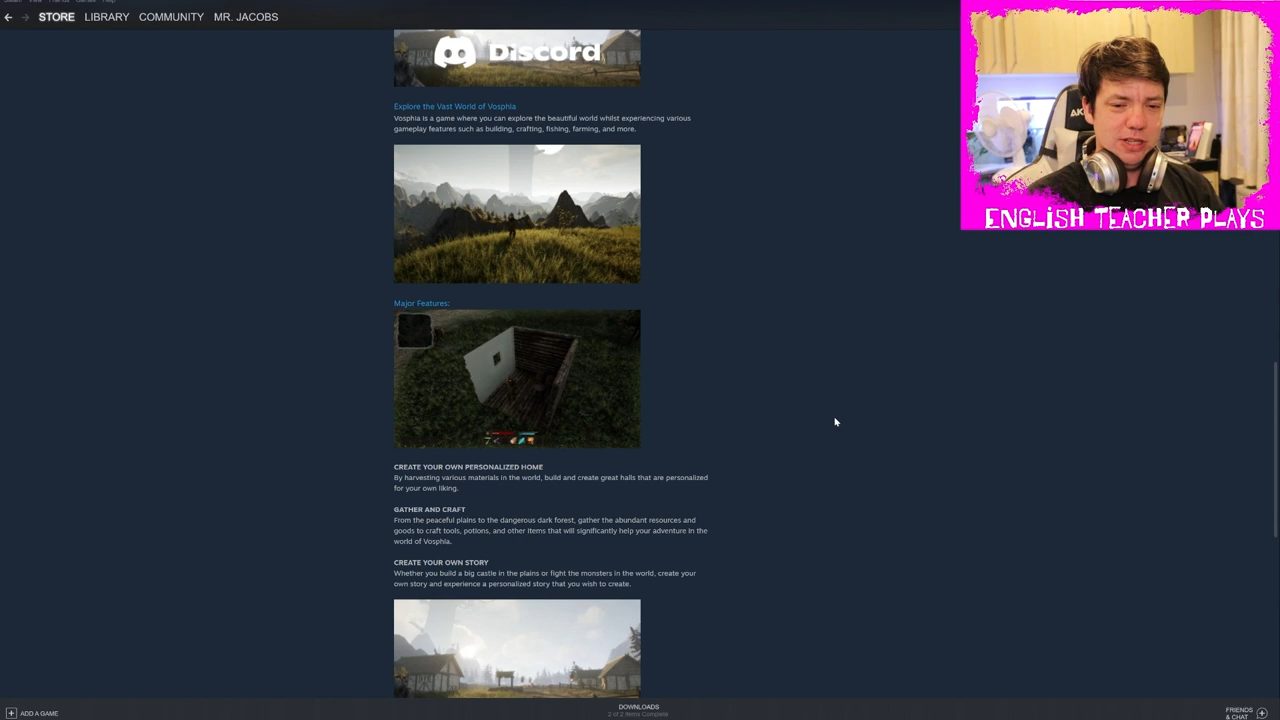 STORE LIBRARY COMMUNITY MR. JACOBS
Discord
Explore the Vast World of Vosphia
Vosphia is a game where you can explore the beautiful world whilst experiencing various
gameplay features such as building, crafting, fishing, farming, and more.
Major Features:
CREATE YOUR OWN PERSONALIZED HOME
By harvesting various materials in the world, build and create great halls that are personalized
for your own liking.
GATHER AND CRAFT
From the peaceful plains to the dangerous dark forest, gather the abundant resources and
goods to craft tools, potions, and other items that will significantly help your adventure in the
world of Vosphia.
CREATE YOUR OWN STORY
Whether you build a big castle in the plains or fight the monsters in the world, create your
own story and experience a personalized story that you wish to create.
AK
ENGLISH TEACHER PLAYS
ADD A GAME
DOWNLOADS
2 of 2 Items Complete
FRIENDS
& CHAT